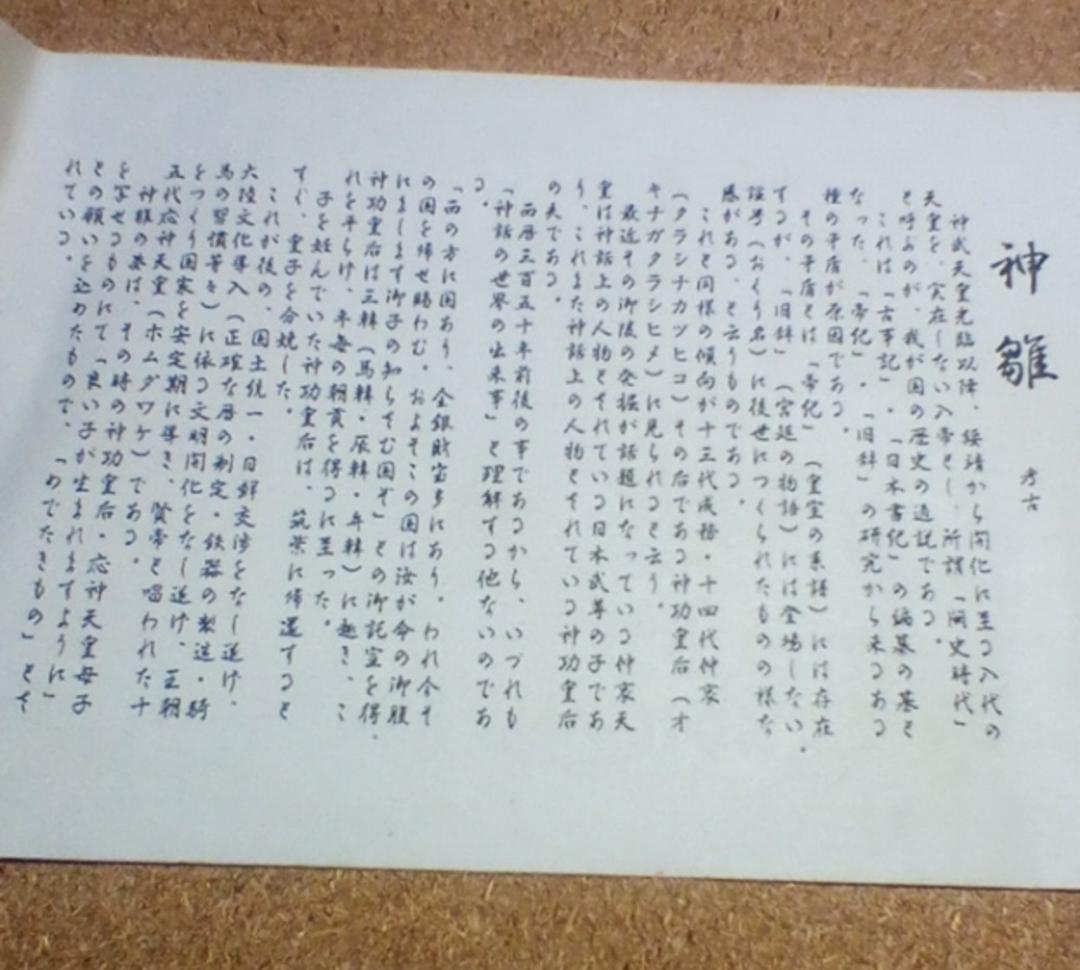 神雛
考古
神武天皇光臨以降、綏靖から開化に至る八代の
天皇を、実在しない入帝とし、所謂「闕史時代」
と呼ぶのが、我が国の歴史の通説である。
これは「古事記」・「日本書紀」の編纂の基と
なった、「帝紀」・「旧辞」の研究から来るある
種の矛盾が原因である。
その矛盾とは「帝紀」（皇室の系譜）には存在
するが、「旧辞」（宮廷の物語）には登場しない、
諡号（おくり名）に後世につくられたものの様な
感がある、と云うものである。
これと同様の傾向が十三代成務・十四代仲哀
（タラシナカツヒコ）その后である神功皇后（オ
キナガタラシヒメ）に見られると云う。
最近その御陵の発掘が話題になっている仲哀天
皇は神話上の人物とされている日本武尊の子であ
り、これまた神話上の人物とされている神功皇后
の夫である。
西暦三百五十年前後の事であるから、いづれも
「神話の世界の出来事」と理解する他ないのであ
る。
「西の方に国あり、金銀財宝多にあり。われ今そ
の国を帰せ賜わむ。およそこの国は汝が命の御腹
にまします御子の知らさむ国ぞ」との御託宣を得、
神功皇后は三韓（馬韓・辰韓・弁韓）に趣き、こ
れを平らげ、年毎の朝貢を得るに至った。
子を妊んでいた神功皇后は、筑紫に帰還すると
すぐ、皇子を分娩した。
これが後の、国土統一・日鮮交渉をなし遂げ、
大陸文化導入（正確な暦の制定・鉄器の製造・騎
馬の習慣等々）に依る文明開化をなし遂げ、王朝
をつくり国家を安定期に導き、賢帝と唱われた十
五代応神天皇（ホムダワケ）である。
神雛の姿は、その時の神功皇后・応神天皇母子
を写せるものにて「良い子が生まれますように」
との願いを込めたもので、「めでたきもの」とさ
れている。